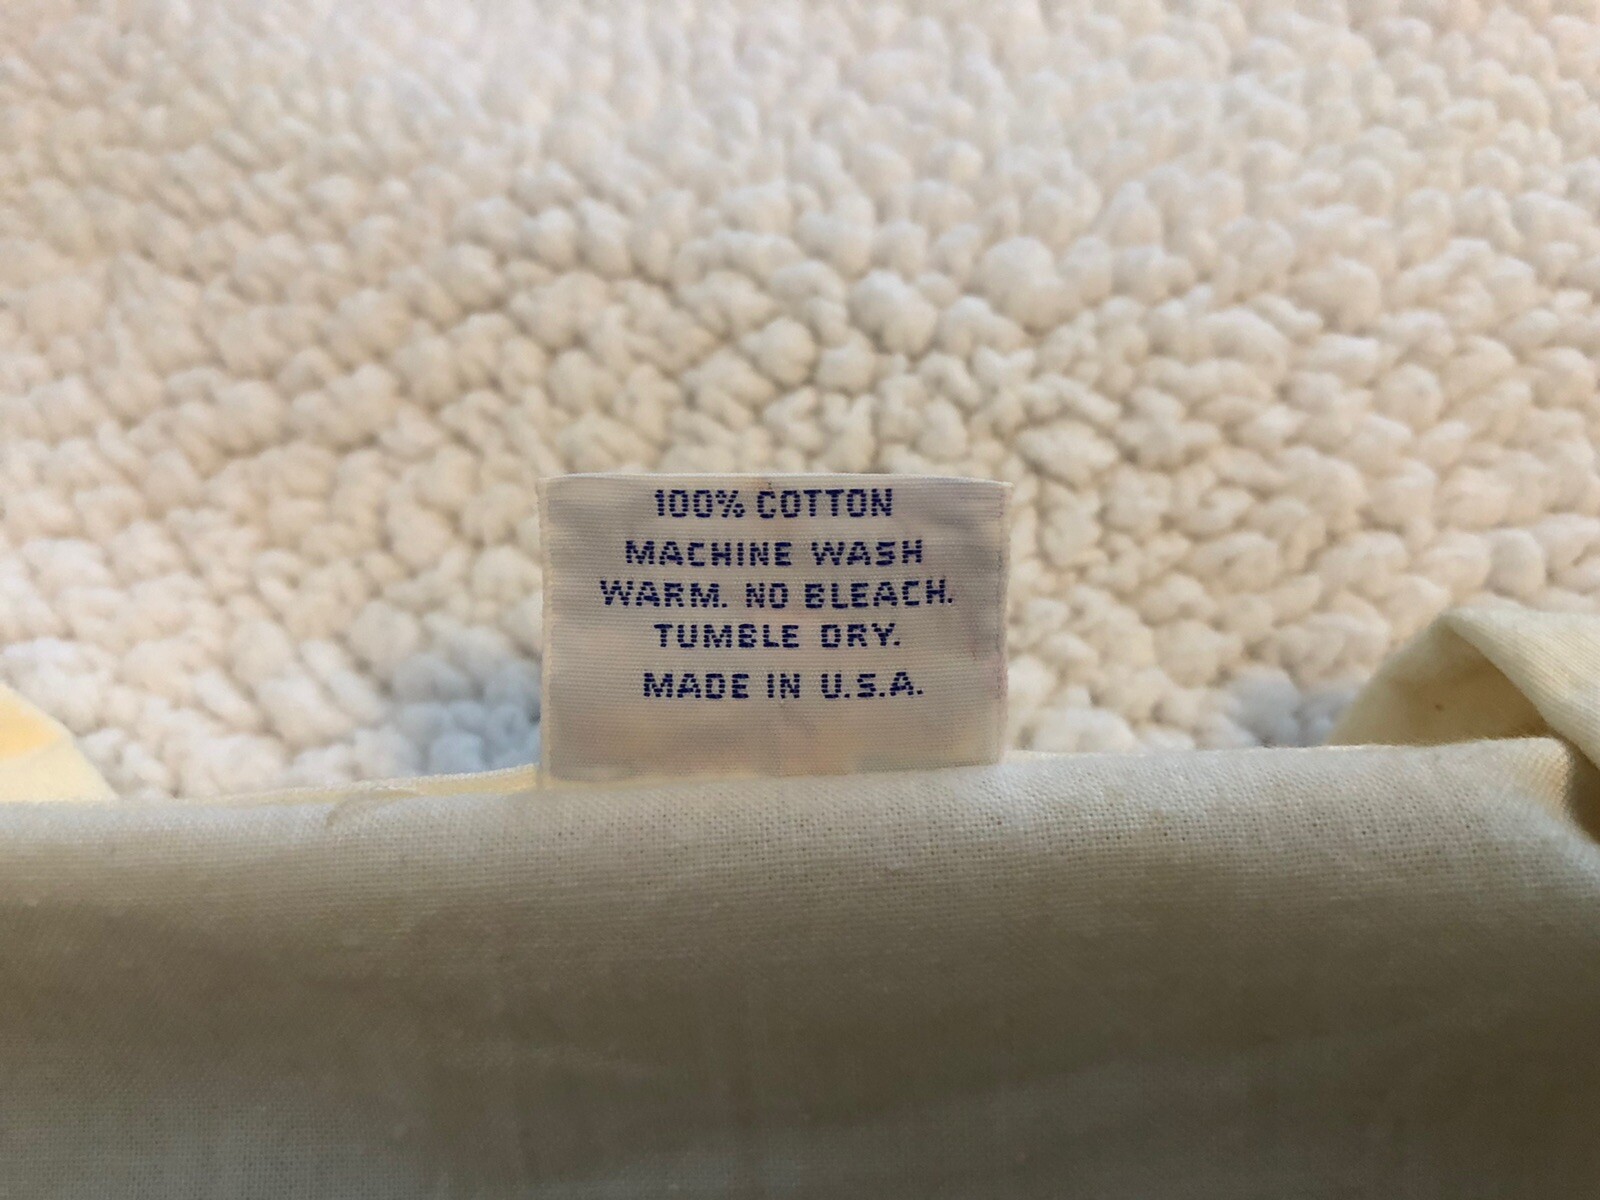 100% COTTON
MACHINE WASH
WARM. NO BLEACH.
TUMBLE DRY.
MADE IN U.S.A.